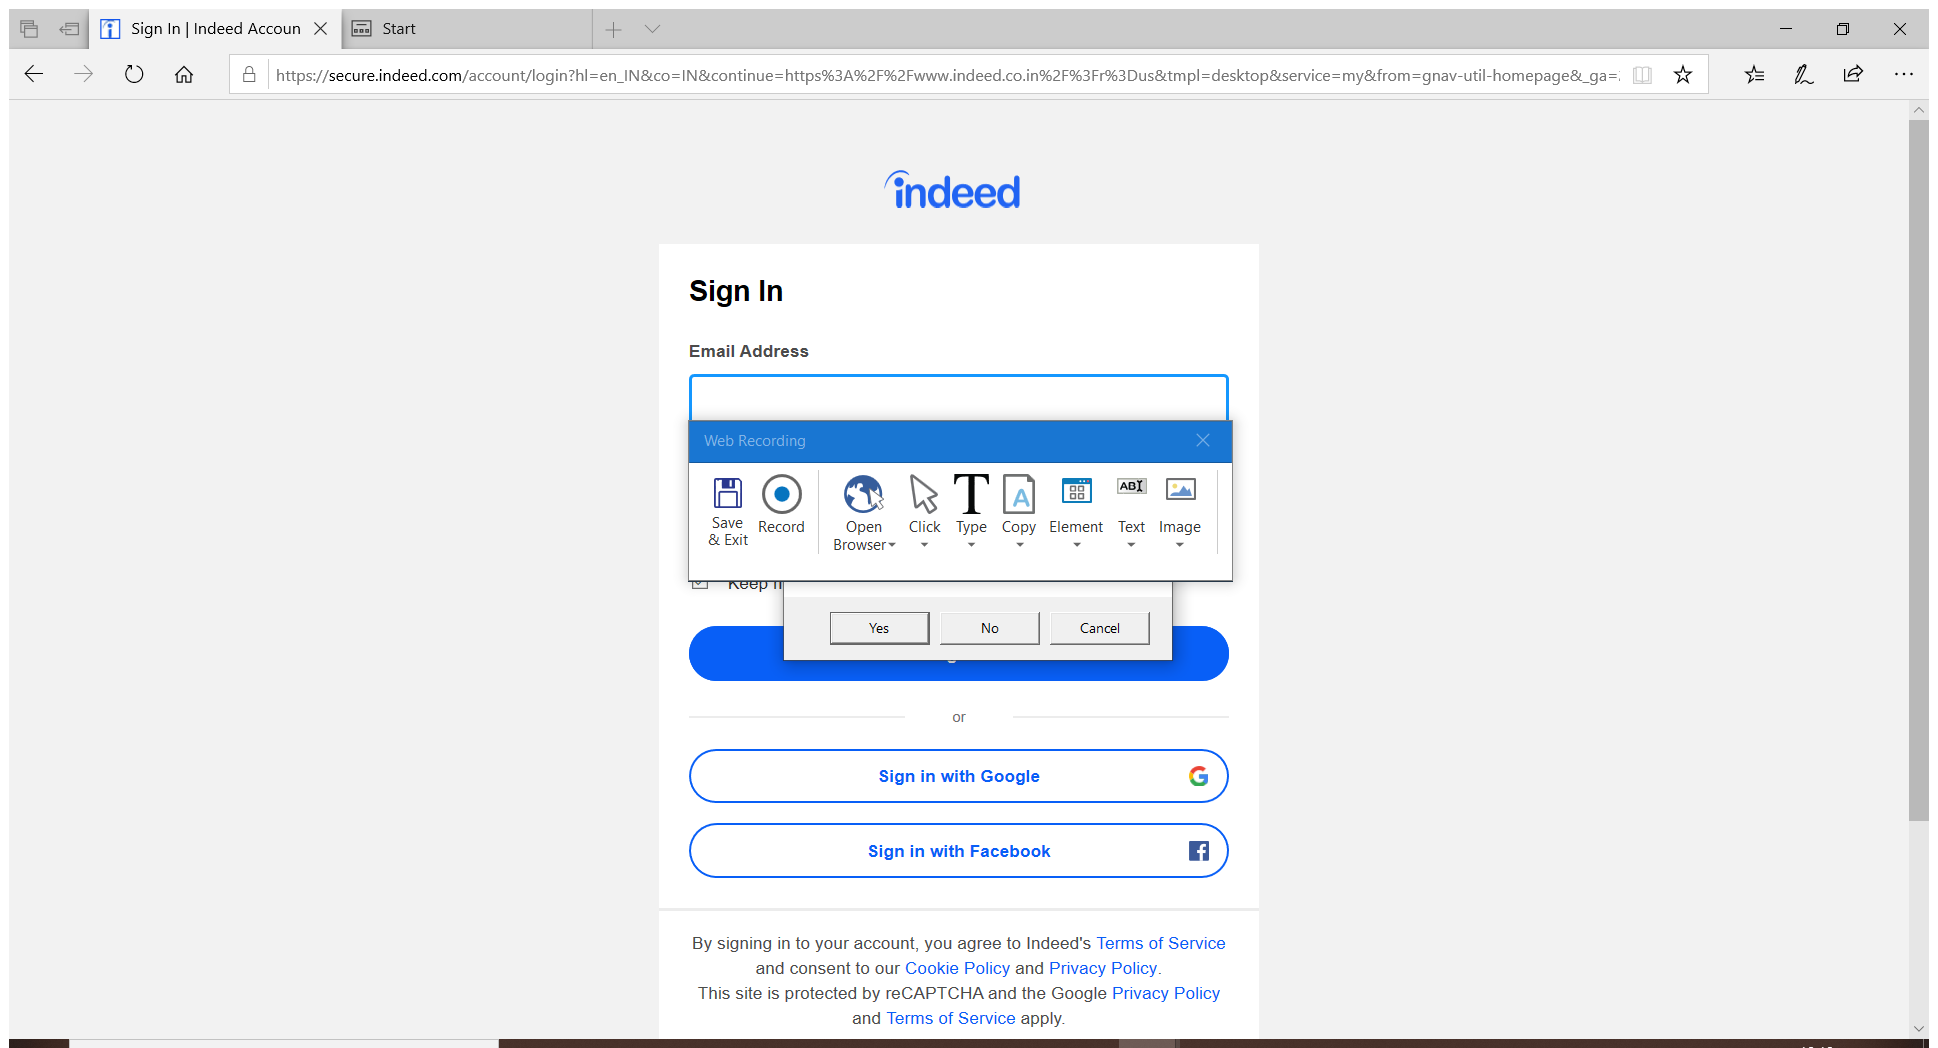 Sign In | Indeed Accoun
Start
https://secure.indeed.com/account/login?hl=en_IN&co=IN&continue=https%3A%2F%2Fwww.indeed.co.in%2F%3Fr%3Dus&tmpl=desktop&service=my&from=gnav-util-homepage&_ga=
indeed
Sign In
Email Address
Web Recording
Save & Exit
Record
Open Browser
Click
Type
Copy
Element
ABI
Text
Image
Keep
Yes
No
Cancel
or
Sign in with Google
Sign in with Facebook
By signing in to your account, you agree to Indeed's Terms of Service
and consent to our Cookie Policy and Privacy Policy.
This site is protected by reCAPTCHA and the Google Privacy Policy
and Terms of Service apply.